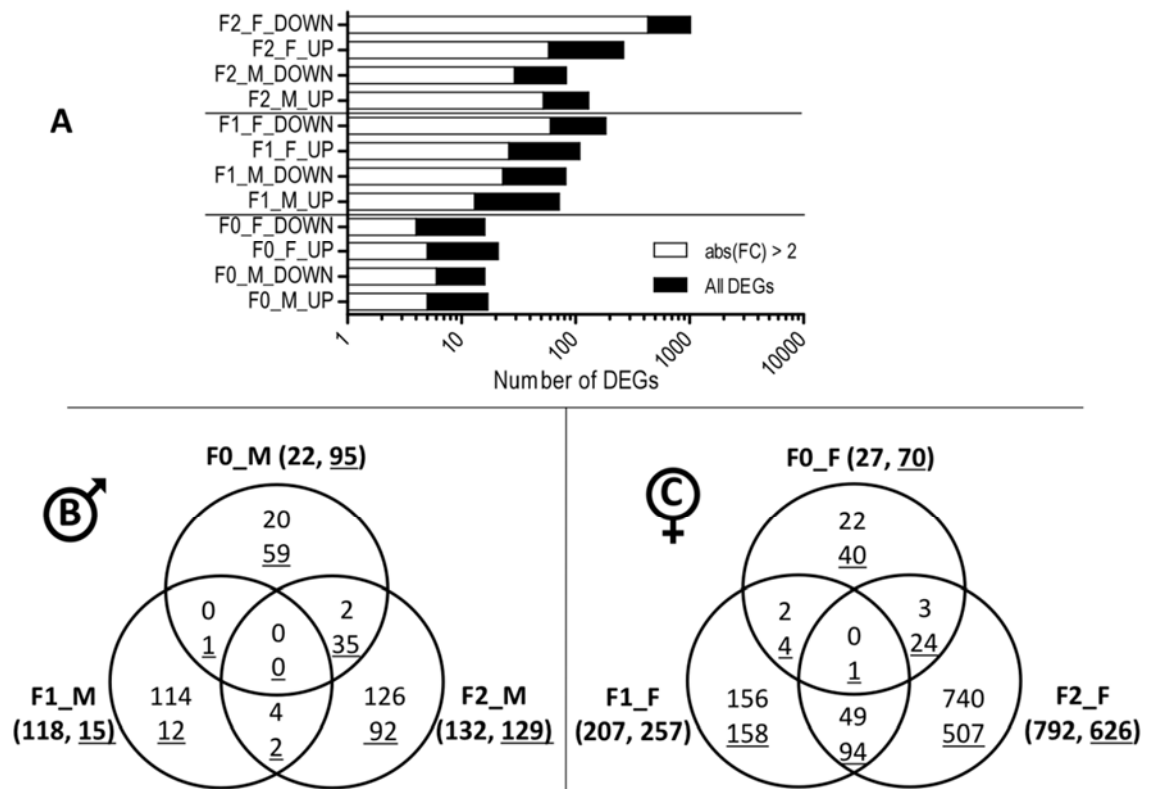 A
F2_F_DOWN
F2_F_UP
F2_M_DOWN
F2_M_UP
F1_F_DOWN
F1_F_UP
F1_M_DOWN
F1_M_UP
F0_F_DOWN
F0_F_UP
F0_M_DOWN
F0_M_UP
abs(FC) > 2
All DEGs
1 10 100 1000 10000
Number of DEGs
B
F0_M (22, 95)
20
59
0
1
2
35
0
0
F1_M
(118, 15)
114
12
4
2
126
92
F2_M
(132, 129)
C
F0_F (27, 70)
22
40
2
4
3
24
0
1
F1_F
(207, 257)
156
158
49
94
740
507
F2_F
(792, 626)